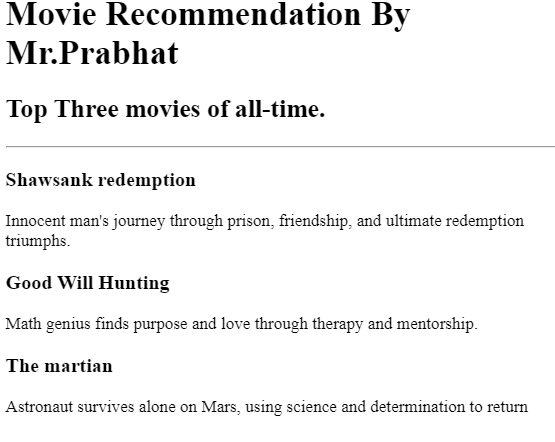 Movie Recommendation By
Mr.Prabhat
Top Three movies of all-time.
Shawsank redemption
Innocent man's journey through prison, friendship, and ultimate redemption
triumphs.
Good Will Hunting
Math genius finds purpose and love through therapy and mentorship.
The martian
Astronaut survives alone on Mars, using science and determination to return